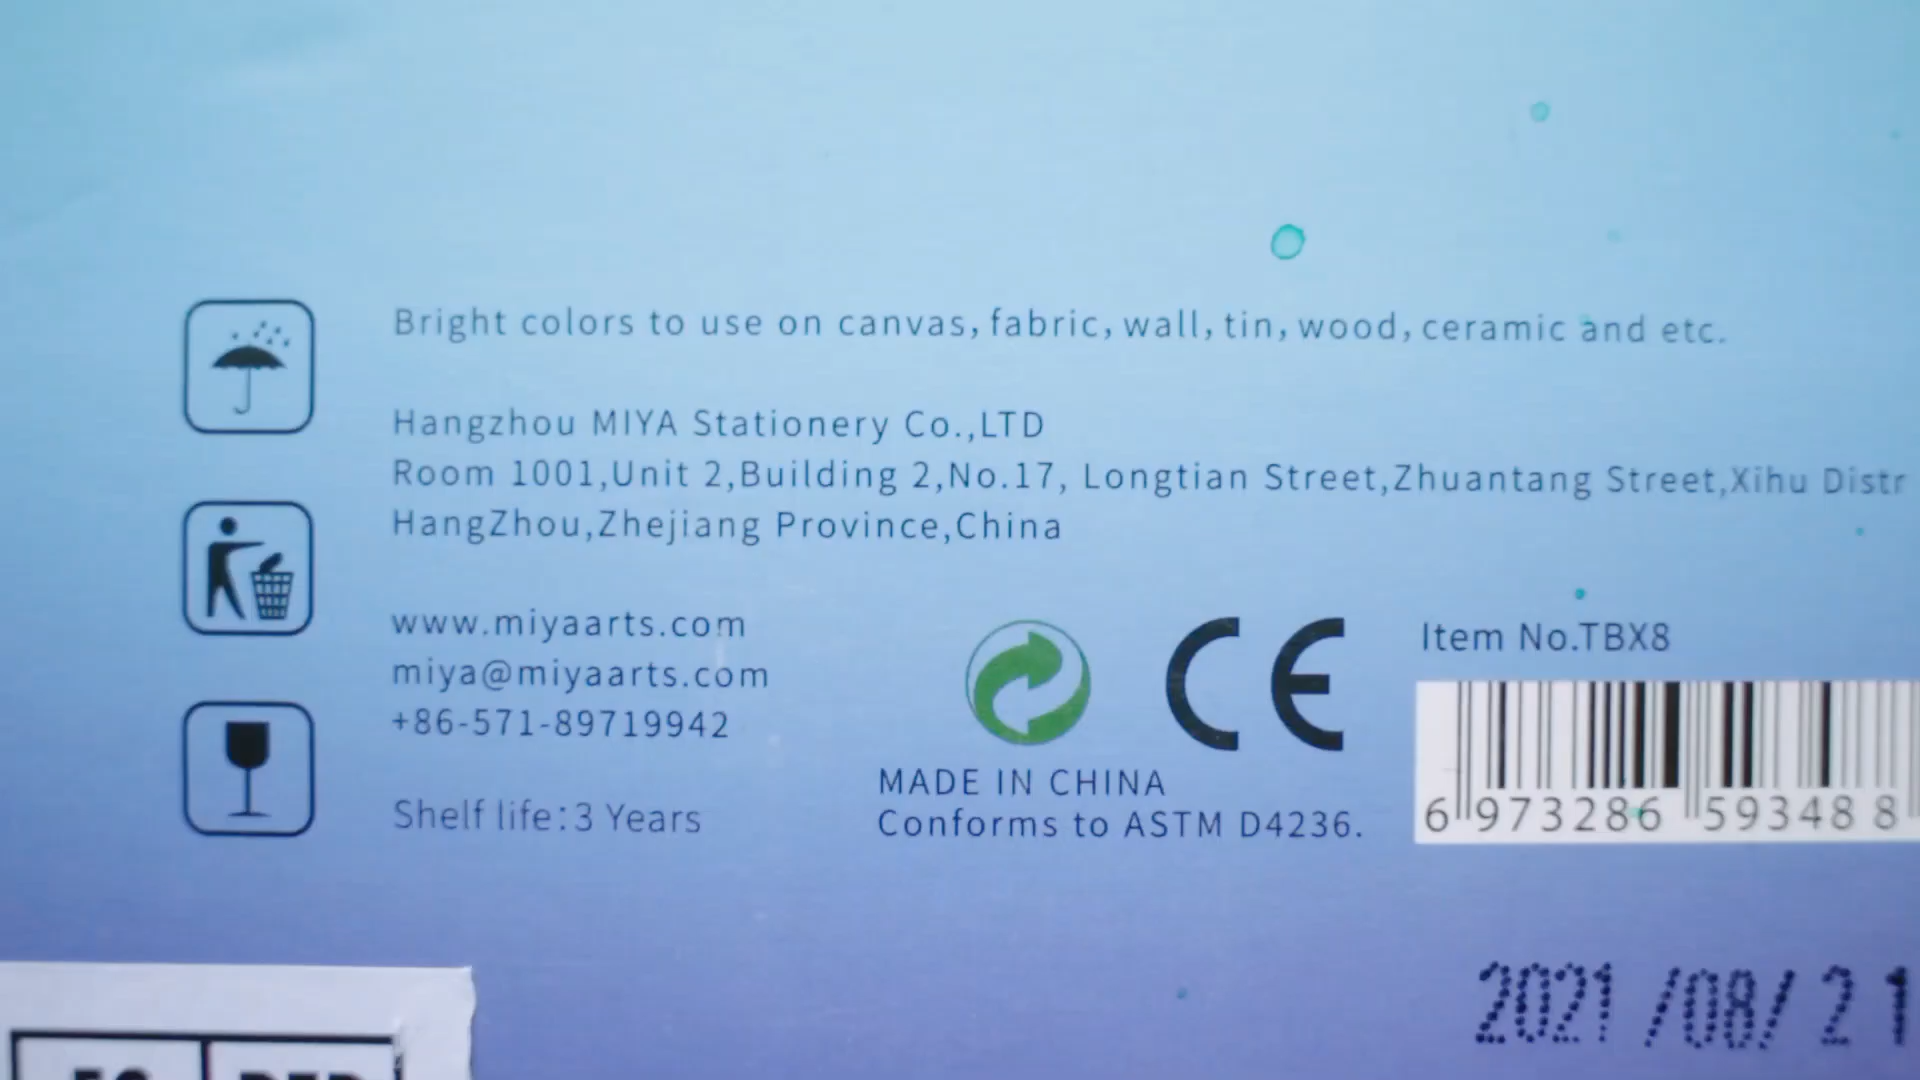 Bright colors to use on canvas, fabric, wall, tin, wood, ceramic and etc.
Hangzhou MIYA Stationery Co.,LTD
Room 1001,Unit 2,Building 2,No.17, Longtian Street,Zhuantang Street,Xihu Distr
HangZhou,Zhejiang Province,China
www.miyaarts.com
miya@miyaarts.com
+86-571-89719942
Shelf life:3 Years
CE
MADE IN CHINA
Conforms to ASTM D4236.
Item No.TBX8
6 973286 593488
2021/08/21